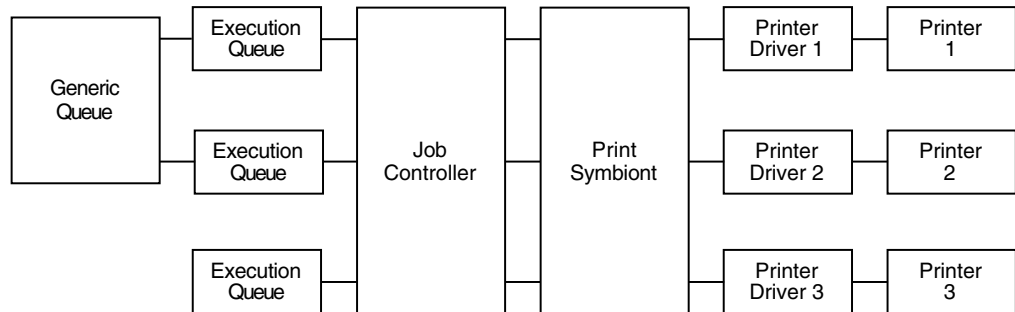 Generic
Queue
Execution
Queue
Execution
Queue
Execution
Queue
Job
Controller
Print
Symbiont
Printer
Driver 1
Printer
1
Printer
Driver 2
Printer
2
Printer
Driver 3
Printer
3